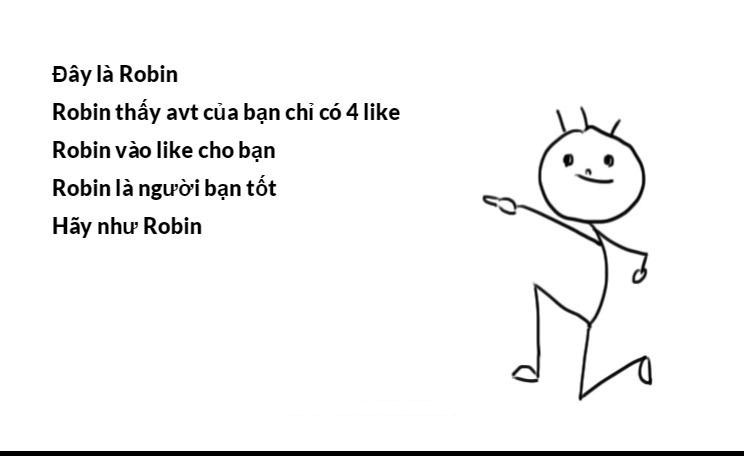 Đây là Robin
Robin thấy avt của bạn chỉ có 4 like
Robin vào like cho bạn
Robin là người bạn tốt
Hãy như Robin